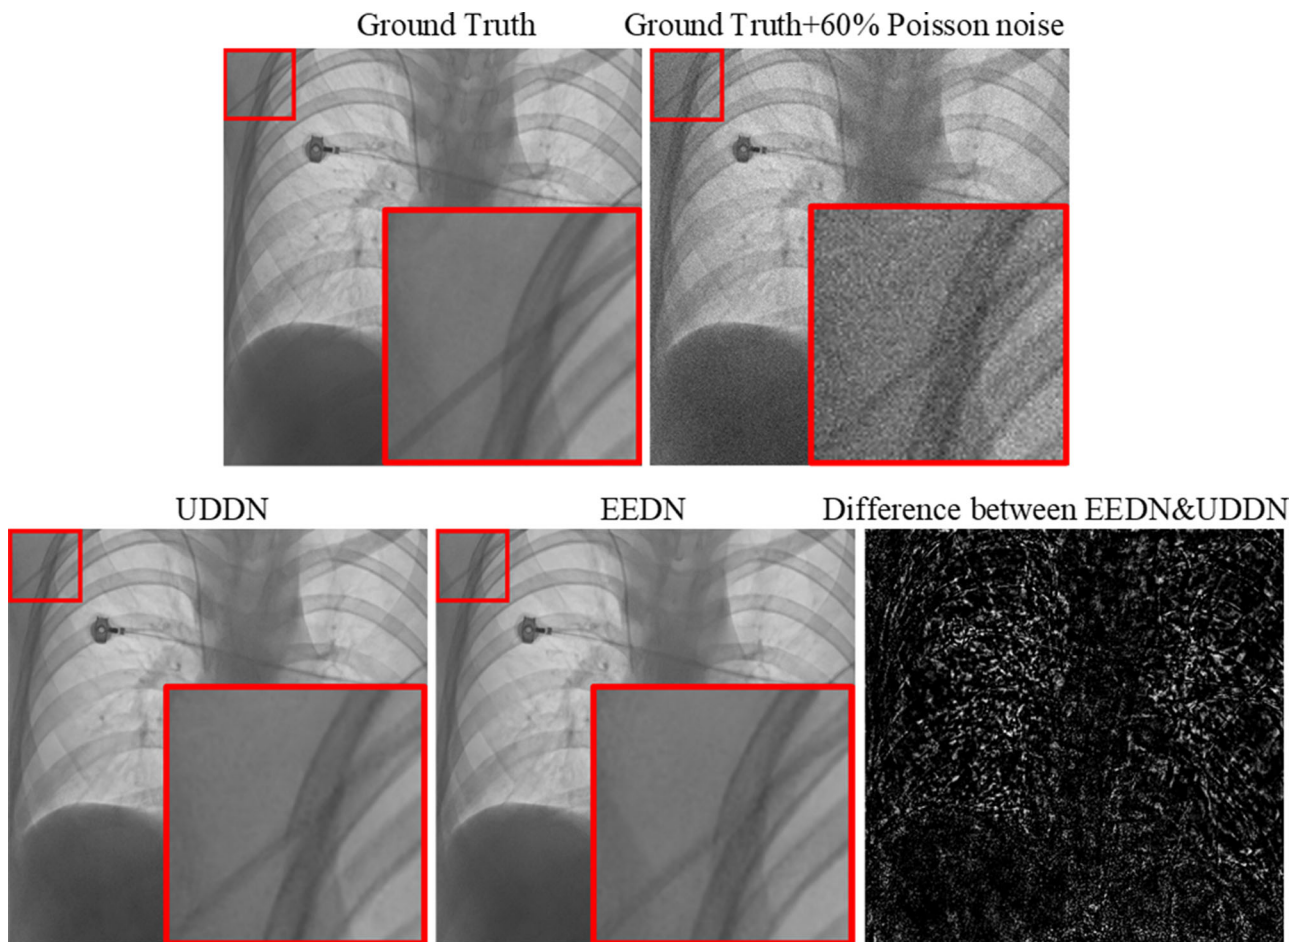 Ground Truth
Ground Truth+60% Poisson noise
UDDN
EEDN
Difference between EEDN&UDDN